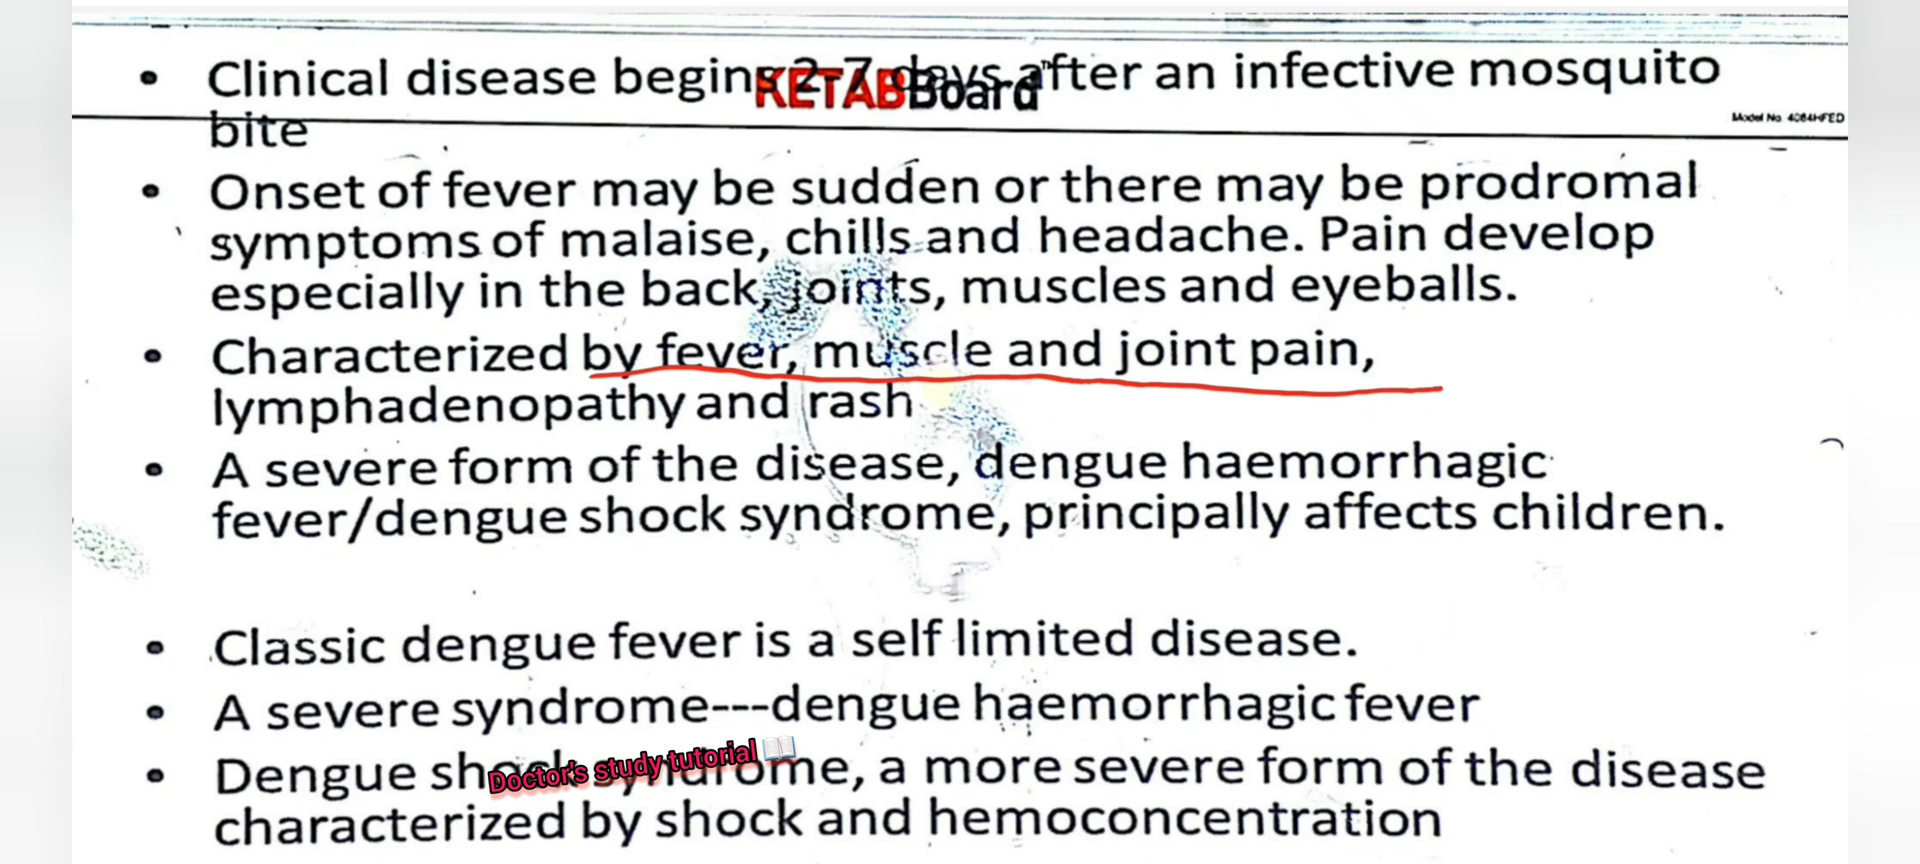 • Clinical disease begins 2-7 days after an infective mosquito
KETABBoard
Model No 4084HFED
bite
• Onset of fever may be sudden or there may be prodromal
symptoms of malaise, chills and headache. Pain develop
especially in the back, joints, muscles and eyeballs.
• Characterized by fever, muscle and joint pain,
lymphadenopathy and rash
• A severe form of the disease, dengue haemorrhagic
fever/dengue shock syndrome, principally affects children.
• Classic dengue fever is a self limited disease.
• A severe syndrome---dengue haemorrhagic fever
Doctor's study tutorial 📖
• Dengue shock syndrome, a more severe form of the disease
characterized by shock and hemoconcentration